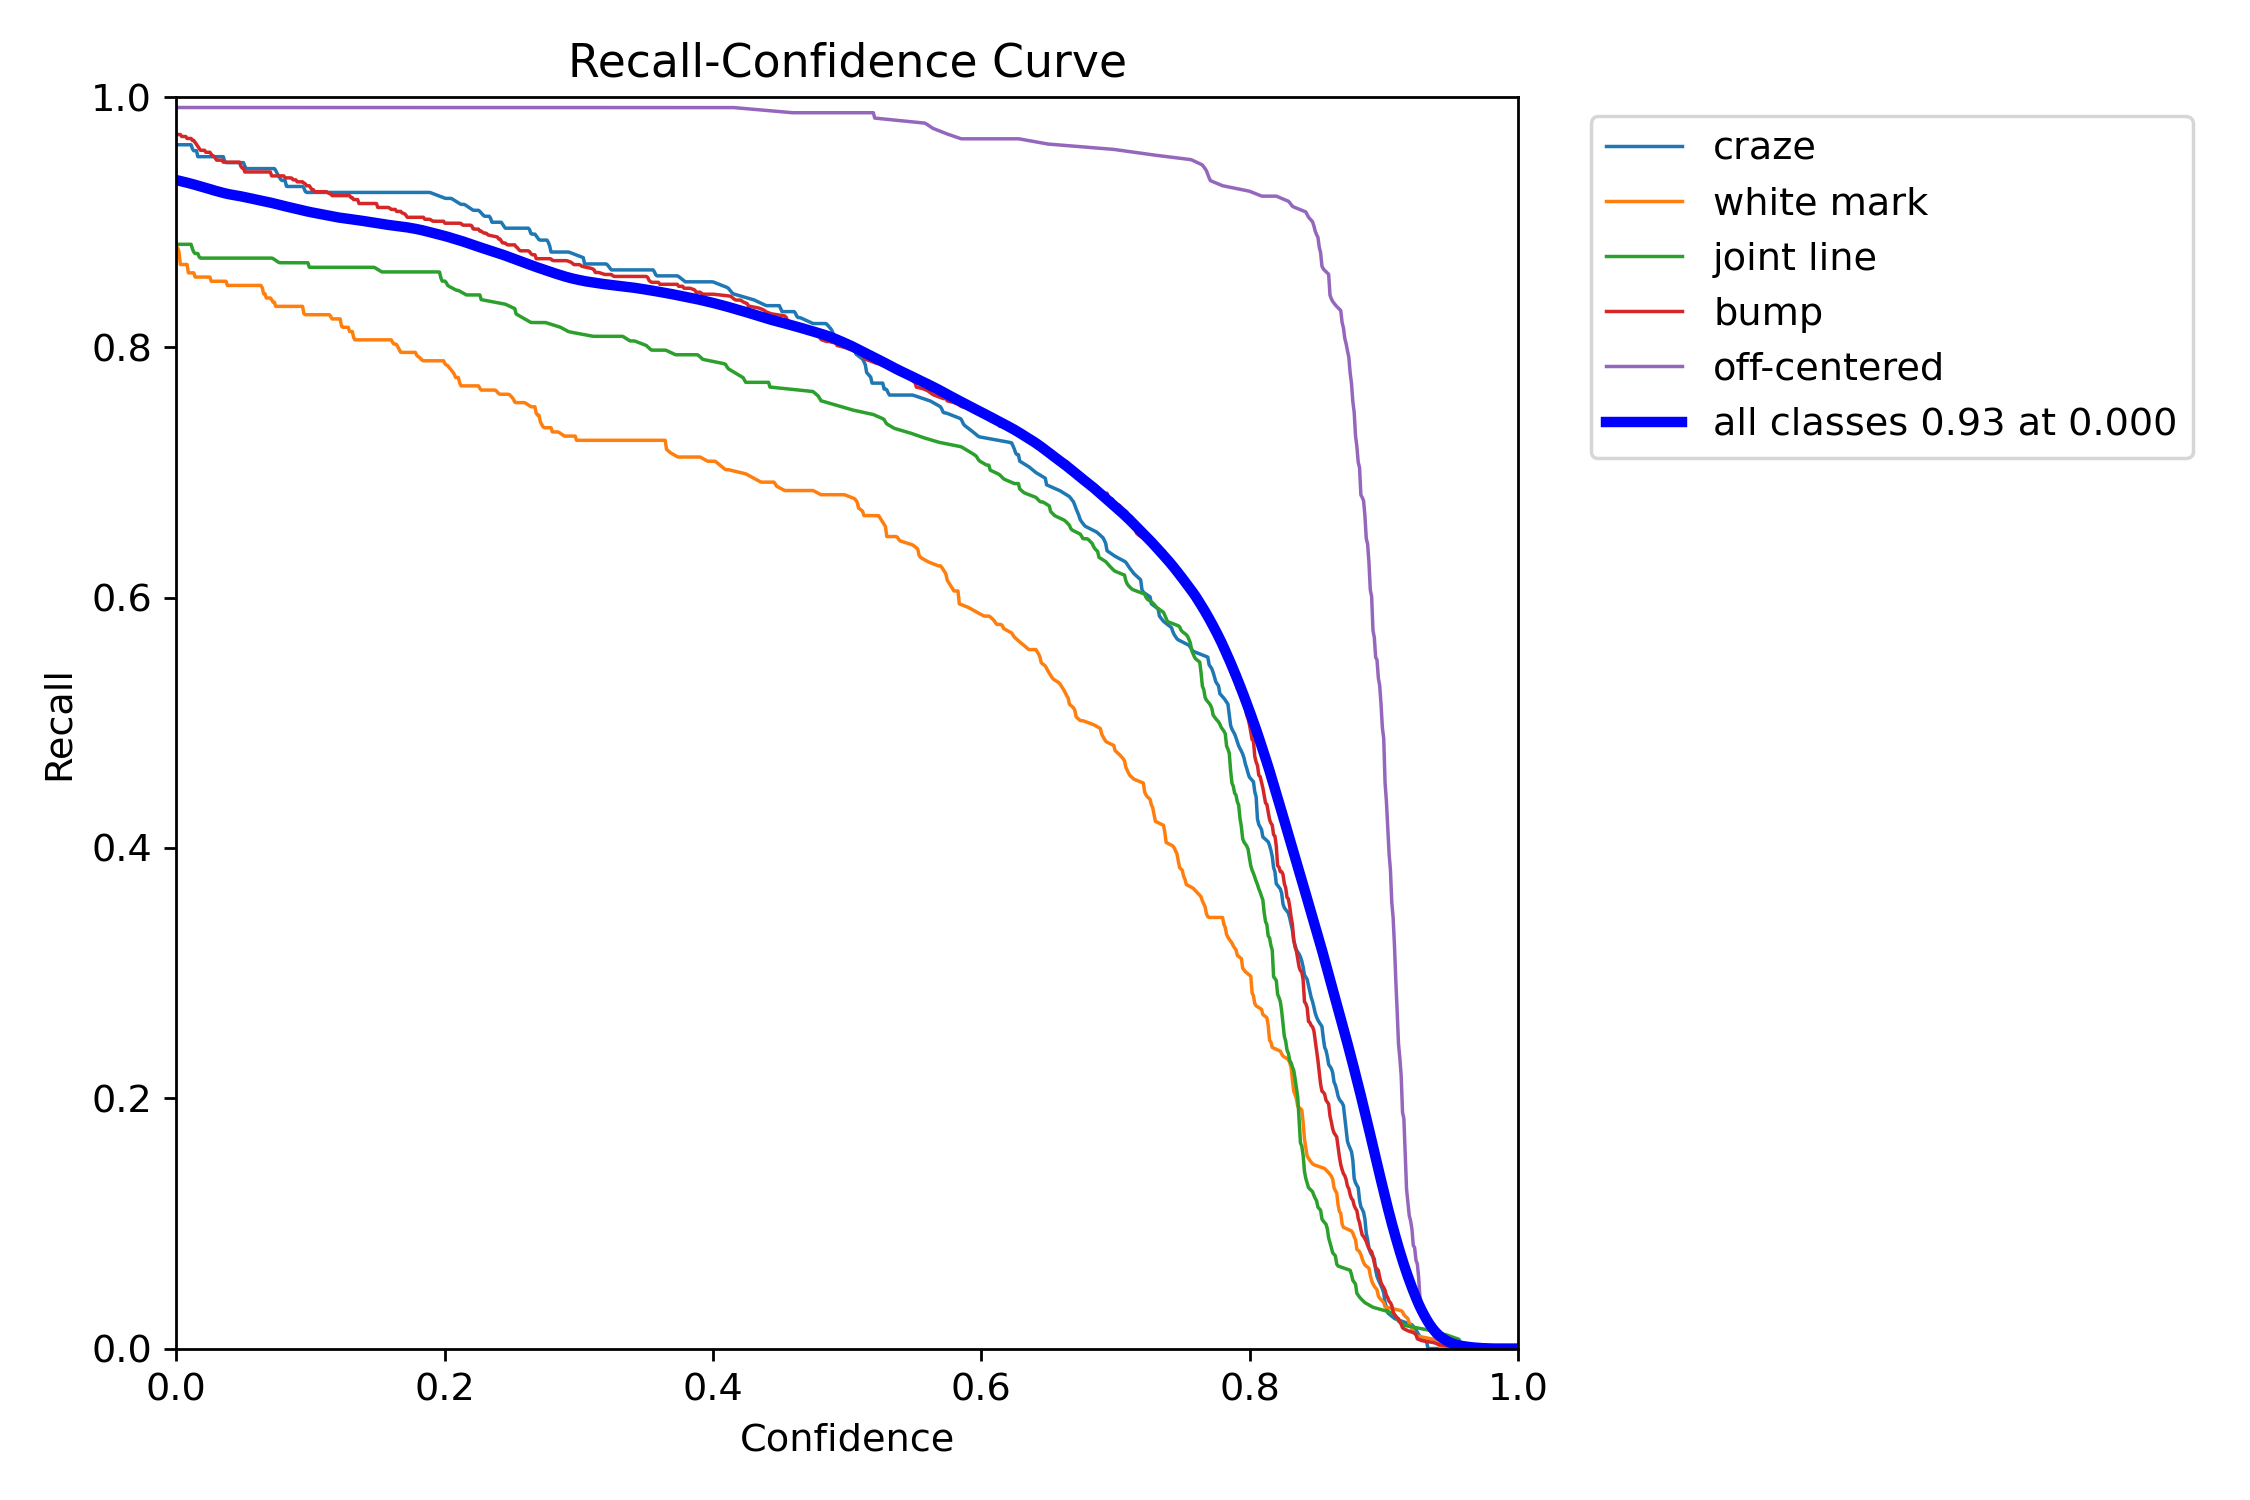 Recall-Confidence Curve
1.0
0.8
0.6
0.4
0.2
0.0
Recall
0.0 0.2 0.4 0.6 0.8 1.0
Confidence
craze
white mark
joint line
bump
off-centered
all classes 0.93 at 0.000